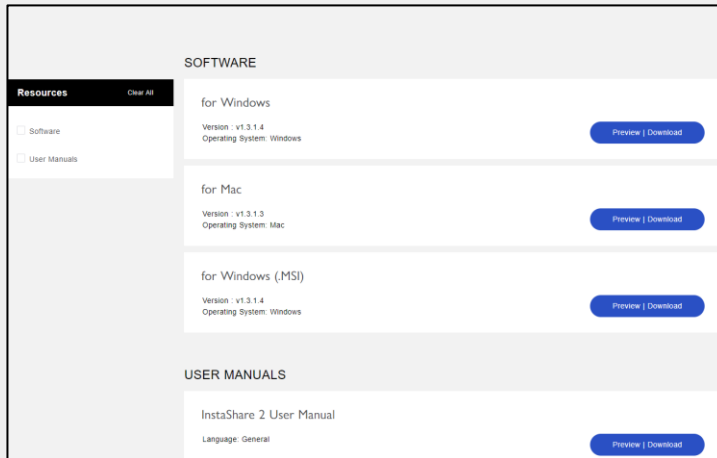 SOFTWARE
Resources
Clear All
Software
User Manuals
for Windows
Version : v1.3.1.4
Operating System: Windows
Preview | Download
for Mac
Version : v1.3.1.3
Operating System: Mac
Preview | Download
for Windows (.MSI)
Version : v1.3.1.4
Operating System: Windows
Preview | Download
USER MANUALS
InstaShare 2 User Manual
Language: General
Preview | Download